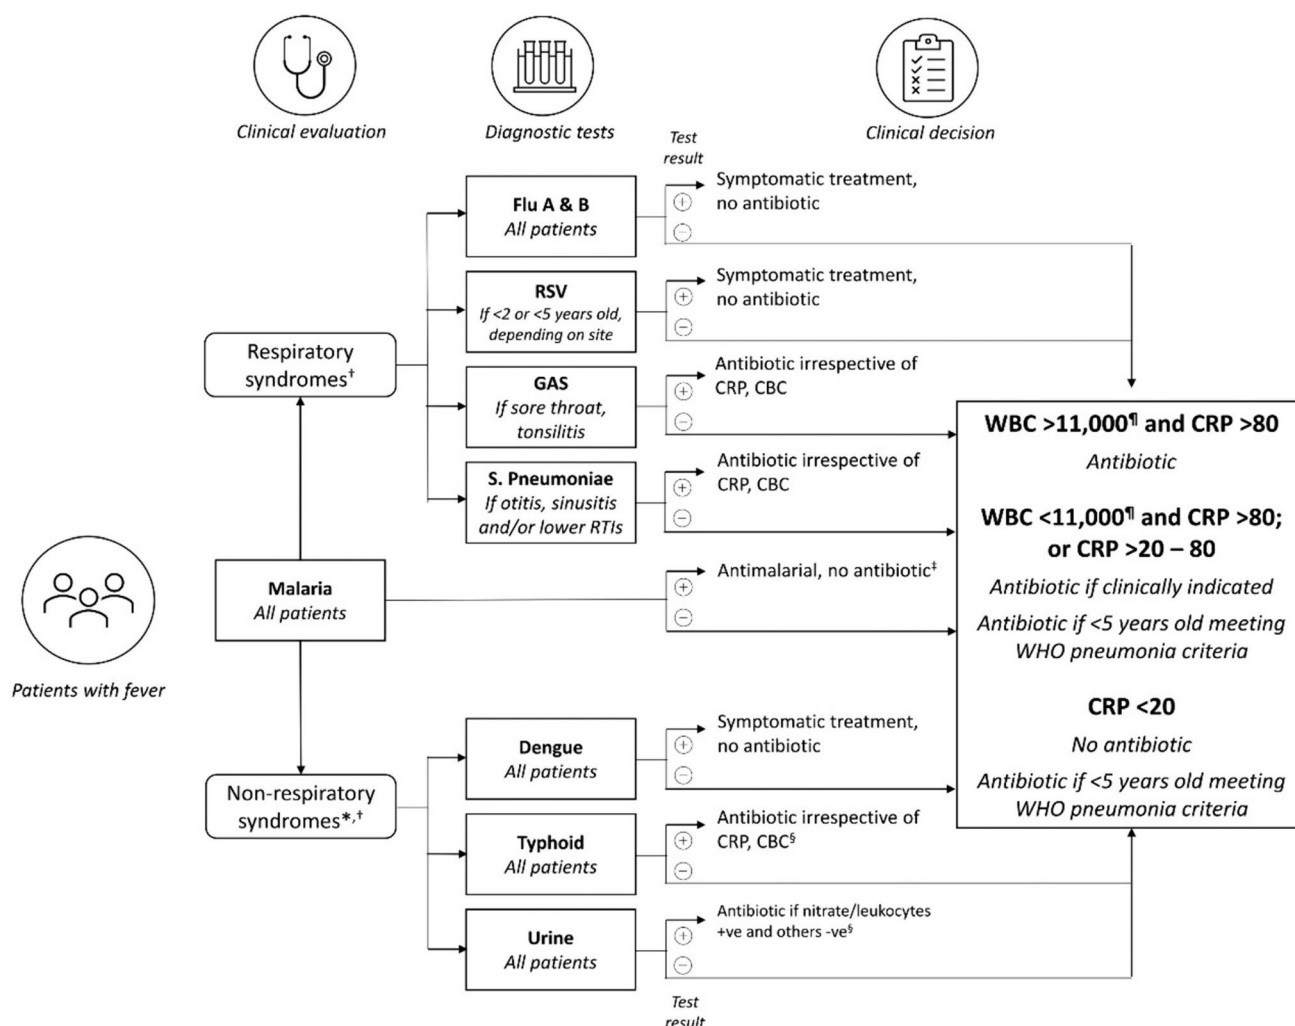 Clinical evaluation
Diagnostic tests
Clinical decision
Test
result
Flu A & B
All patients
+
−
Symptomatic treatment,
no antibiotic
RSV
If <2 or <5 years old,
depending on site
+
−
Symptomatic treatment,
no antibiotic
Respiratory
syndromes†
GAS
If sore throat,
tonsilitis
+
−
Antibiotic irrespective of
CRP, CBC
S. Pneumoniae
If otitis, sinusitis
and/or lower RTIs
+
−
Antibiotic irrespective of
CRP, CBC
Malaria
All patients
+
−
Antimalarial, no antibiotic‡
Patients with fever
Non-respiratory
syndromes*,†
Dengue
All patients
+
−
Symptomatic treatment,
no antibiotic
Typhoid
All patients
+
−
Antibiotic irrespective of
CRP, CBC§
Urine
All patients
+
−
Antibiotic if nitrate/leukocytes
+ve and others -ve§
Test
result
WBC >11,000¶ and CRP >80
Antibiotic
WBC <11,000¶ and CRP >80;
or CRP >20 – 80
Antibiotic if clinically indicated
Antibiotic if <5 years old meeting
WHO pneumonia criteria
CRP <20
No antibiotic
Antibiotic if <5 years old meeting
WHO pneumonia criteria